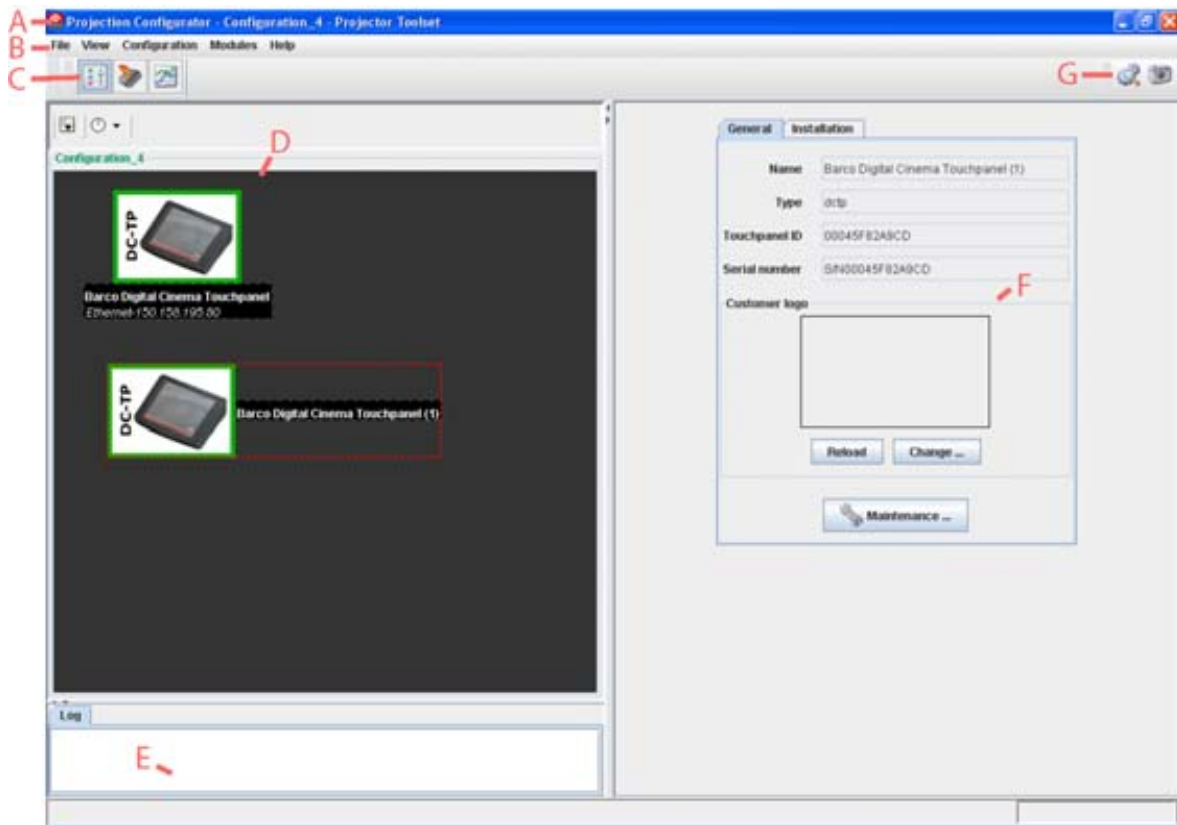 A
Projection Configurator - Configuration_4 - Projector Toolset
B
File View Configuration Modules Help
C
G
D
Configuration_4
DC-TP
Barco Digital Cinema Touchpanel
Ethernet-150.158.195.80
DC-TP
Barco Digital Cinema Touchpanel (1)
Log
E
General Installation
Name Barco Digital Cinema Touchpanel (1)
Type dctp
Touchpanel ID 00045F82A9CD
Serial number S/N00045F82A9CD
F
Customer logo
Reload Change ...
Maintenance ...